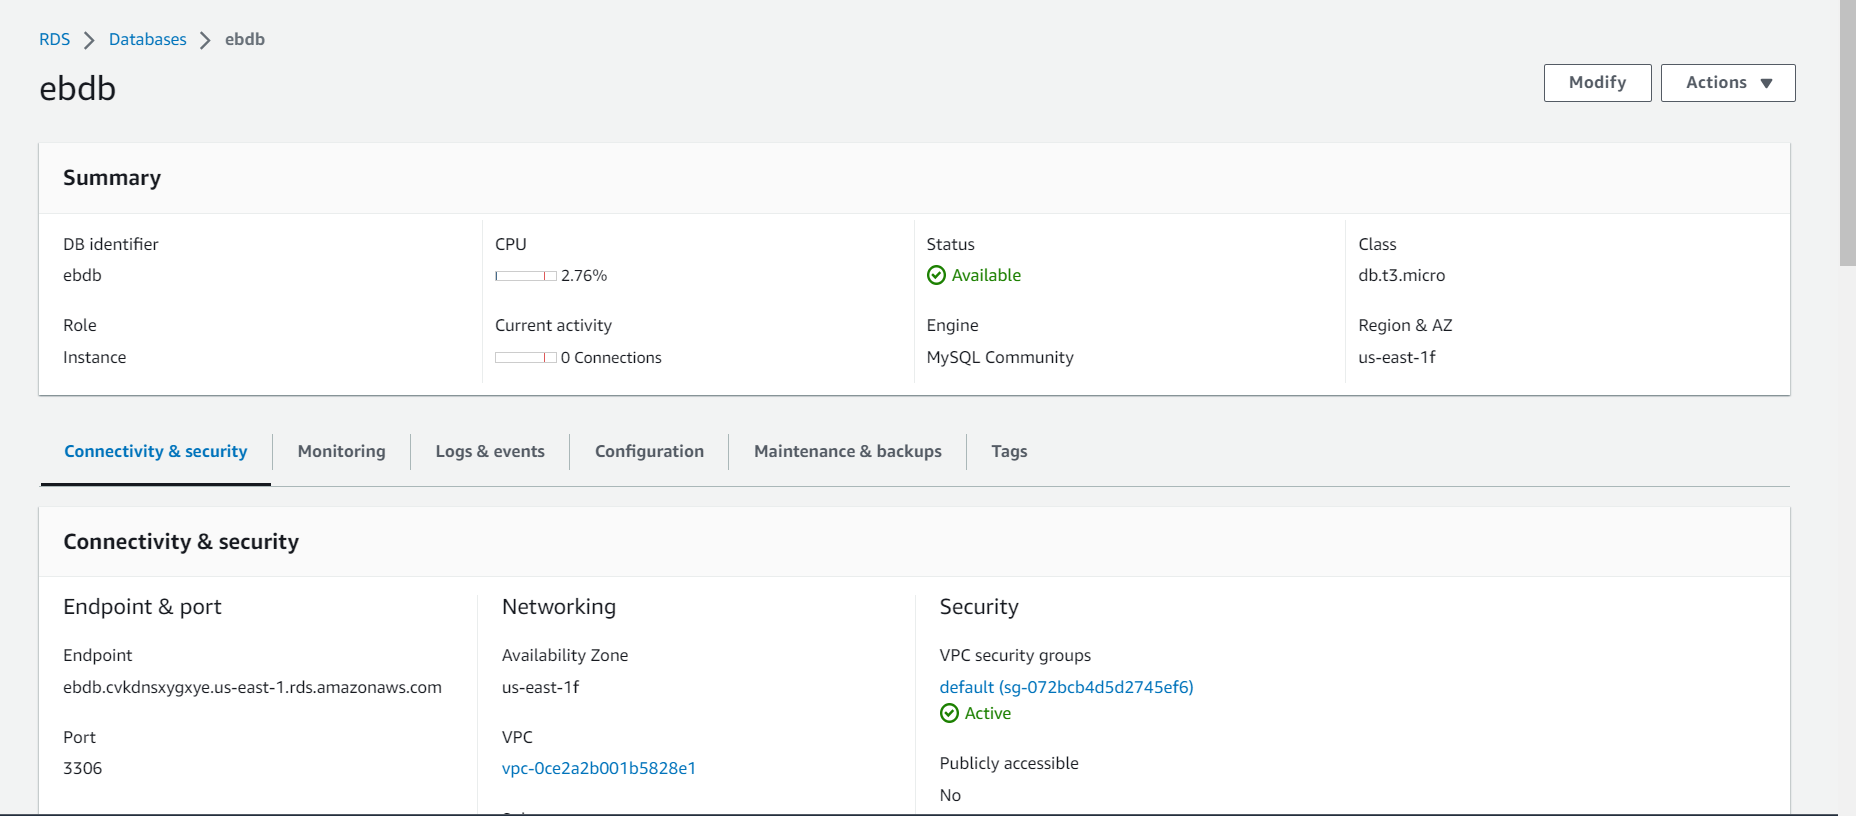 RDS > Databases > ebdb
ebdb
Modify
Actions
Summary
DB identifier
ebdb
CPU
2.76%
Status
Available
Class
db.t3.micro
Role
Instance
Current activity
0 Connections
Engine
MySQL Community
Region & AZ
us-east-1f
Connectivity & security
Monitoring
Logs & events
Configuration
Maintenance & backups
Tags
Connectivity & security
Endpoint & port
Endpoint
ebdb.cvkdnsxygxye.us-east-1.rds.amazonaws.com
Port
3306
Networking
Availability Zone
us-east-1f
VPC
vpc-0ce2a2b001b5828e1
Security
VPC security groups
default (sg-072bcb4d5d2745ef6)
Active
Publicly accessible
No